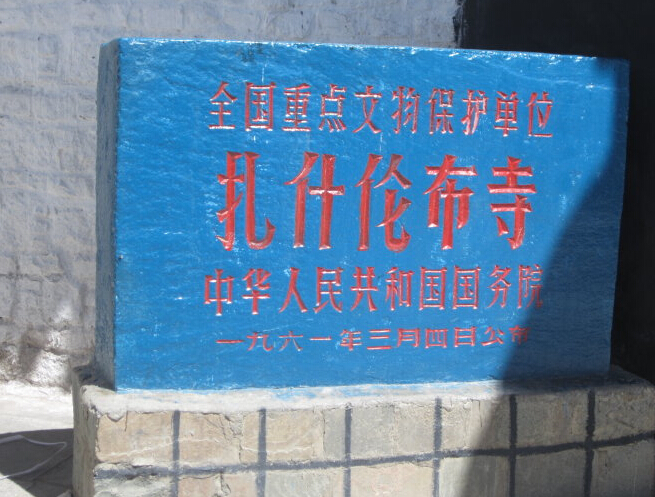 全国重点文物保护单位
扎什伦布寺
中华人民共和国国务院
一九六一年三月四日公布